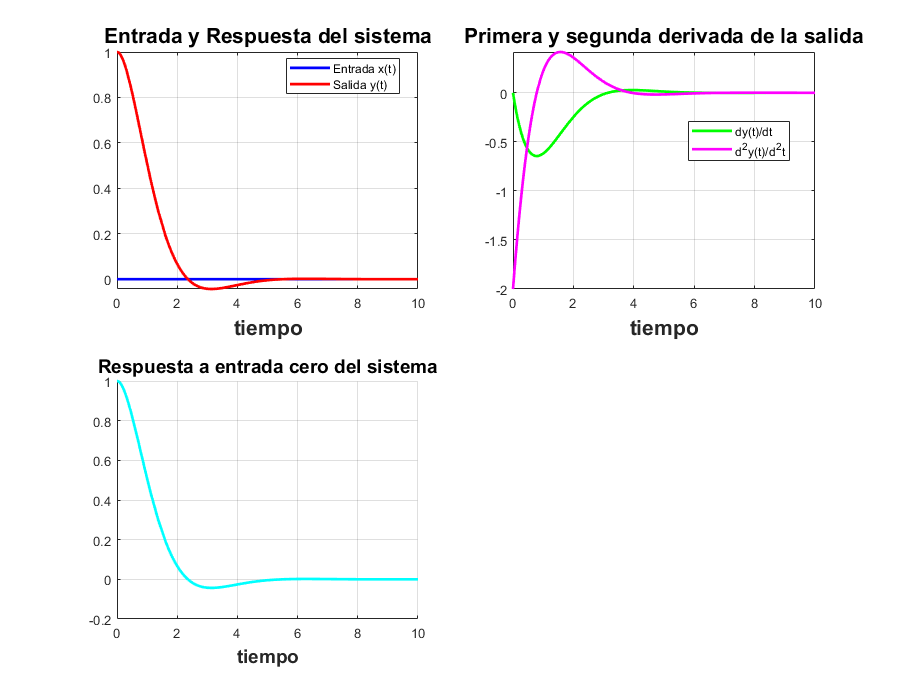 Entrada y Respuesta del sistema
1
0.8
0.6
0.4
0.2
0
0 2 4 6 8 10
tiempo
Entrada x(t)
Salida y(t)
Primera y segunda derivada de la salida
0
-0.5
-1
-1.5
-2
0 2 4 6 8 10
tiempo
dy(t)/dt
d²y(t)/d²t
Respuesta a entrada cero del sistema
1
0.8
0.6
0.4
0.2
0
-0.2
0 2 4 6 8 10
tiempo